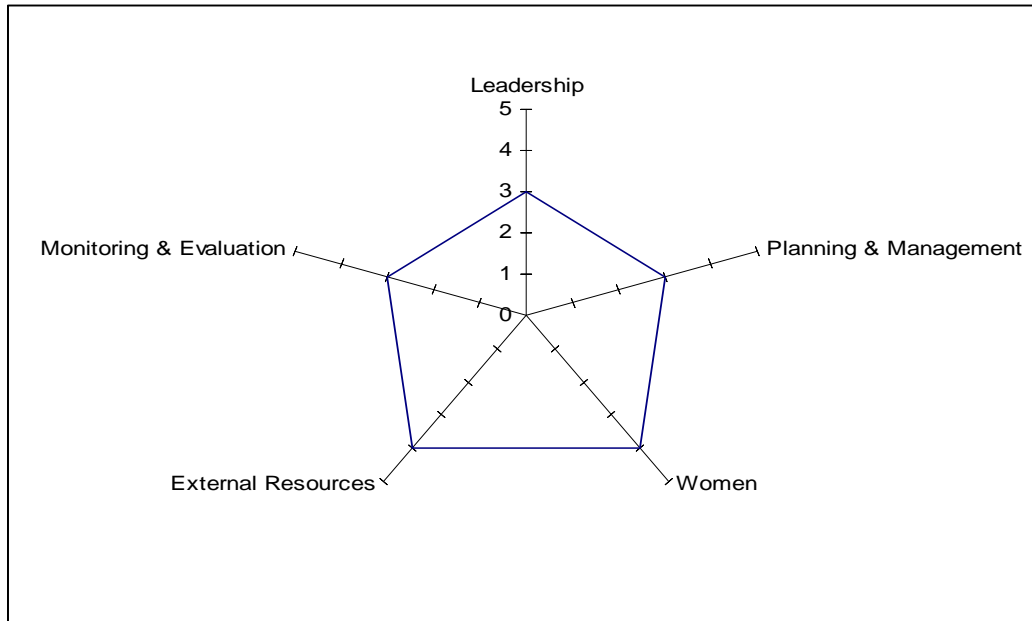 Leadership
5
4
3
2
1
0
Monitoring & Evaluation
Planning & Management
External Resources
Women